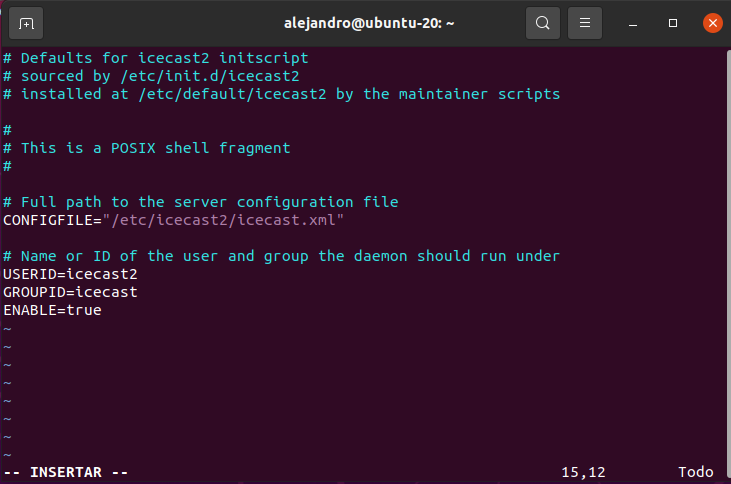 alejandro@ubuntu-20: ~
# Defaults for icecast2 initscript
# sourced by /etc/init.d/icecast2
# installed at /etc/default/icecast2 by the maintainer scripts
#
# This is a POSIX shell fragment
#
# Full path to the server configuration file
CONFIGFILE="/etc/icecast2/icecast.xml"
# Name or ID of the user and group the daemon should run under
USERID=icecast2
GROUPID=icecast
ENABLE=true
~
~
~
~
~
~
~
~
-- INSERTAR -- 15,12 Todo